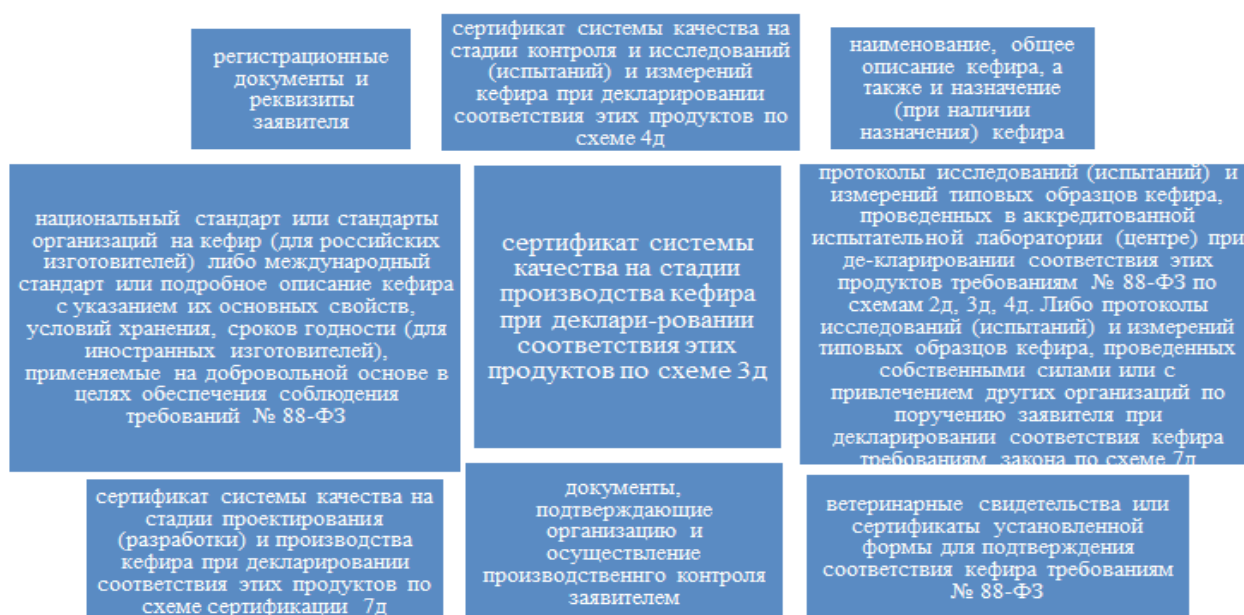 регистрационные
документы и
реквизиты
заявителя
сертификат системы качества на
стадии контроля и исследований
(испытаний) и измерений
кефира при декларировании
соответствия этих продуктов по
схеме 4д
наименование, общее
описание кефира, а
также и назначение
(при наличии
назначения) кефира
национальный стандарт или стандарты
организаций на кефир (для российских
изготовителей) либо международный
стандарт или подробное описание кефира
с указанием их основных свойств,
условий хранения, сроков годности (для
иностранных изготовителей),
применяемые на добровольной основе в
целях обеспечения соблюдения
требований № 88-ФЗ
сертификат системы
качества на стадии
производства кефира
при деклари-ровании
соответствия этих
продуктов по схеме 3д
протоколы исследований (испытаний) и
измерений типовых образцов кефира,
проведенных в аккредитованной
испытательной лаборатории (центре) при
де-кларировании соответствия этих
продуктов требованиям № 88-ФЗ по
схемам 2д, 3д, 4д. Либо протоколы
исследований (испытаний) и измерений
типовых образцов кефира, проведенных
собственными силами или с
привлечением других организаций по
поручению заявителя при
декларировании соответствия кефира
требованиям закона по схеме 7д
сертификат системы качества на
стадии проектирования
(разработки) и производства
кефира при декларировании
соответствия этих продуктов по
схеме сертификации 7д
документы,
подтверждающие
организацию и
осуществление
производственнго контроля
заявителем
ветеринарные свидетельства или
сертификаты установленной
формы для подтверждения
соответствия кефира требованиям
№ 88-ФЗ